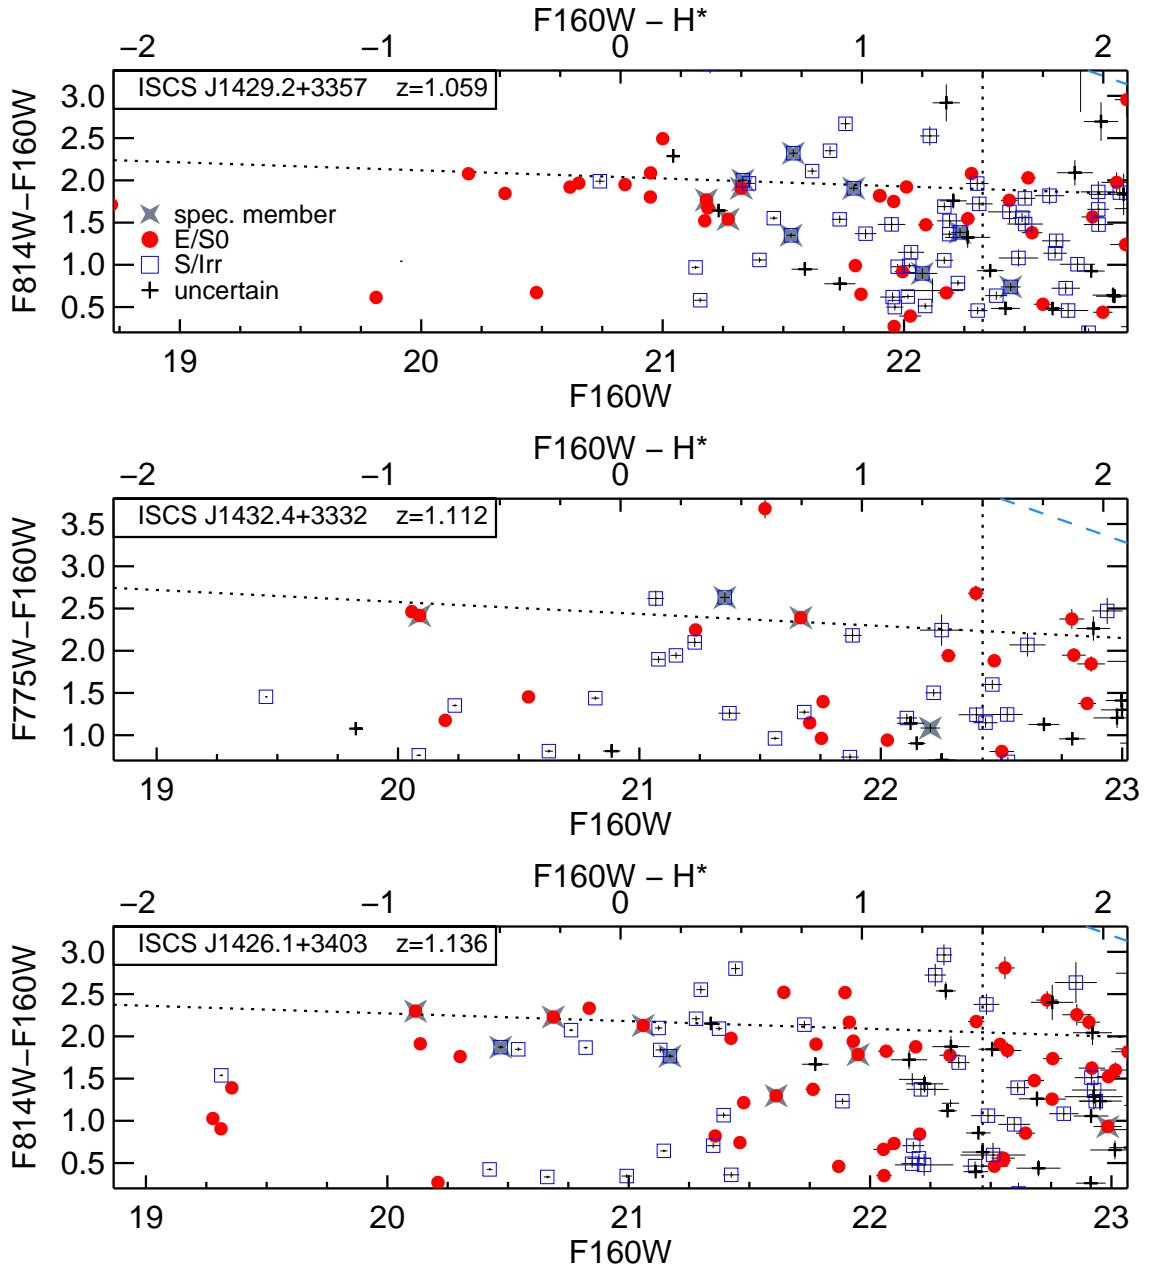 F160W – H*
–2 –1 0 1 2
ISCS J1429.2+3357 z=1.059
F814W–F160W
3.0
2.5
2.0
1.5
1.0
0.5
spec. member
E/S0
S/Irr
uncertain
19 20 21 22
F160W
F160W – H*
–2 –1 0 1 2
ISCS J1432.4+3332 z=1.112
F775W–F160W
3.5
3.0
2.5
2.0
1.5
1.0
19 20 21 22 23
F160W
F160W – H*
–2 –1 0 1 2
ISCS J1426.1+3403 z=1.136
F814W–F160W
3.0
2.5
2.0
1.5
1.0
0.5
19 20 21 22 23
F160W